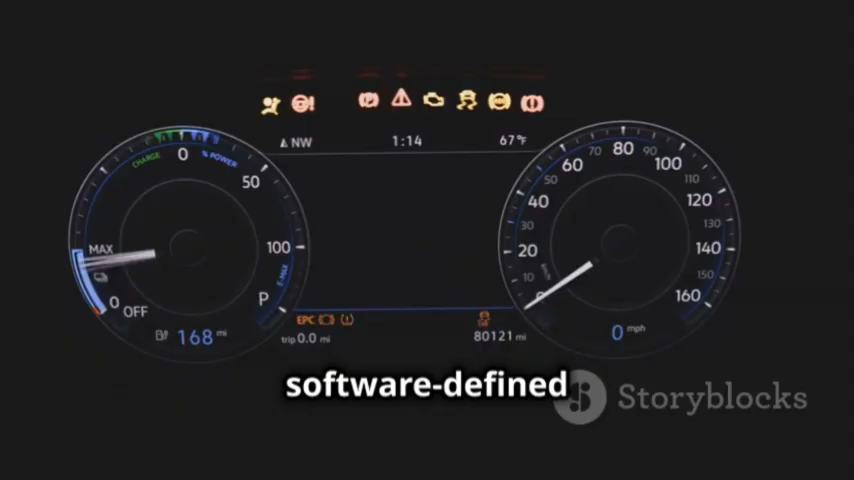 NW
1:14
67°F
CHARGE
0
% POWER
50
100
E-MAX
P
MAX
0
OFF
168 mi
10
20
30
40
50
60
70
80
90
100
110
120
130
140
150
160
0 mph
EPC
trip 0.0 mi
80121 mi
software-defined
Storyblocks